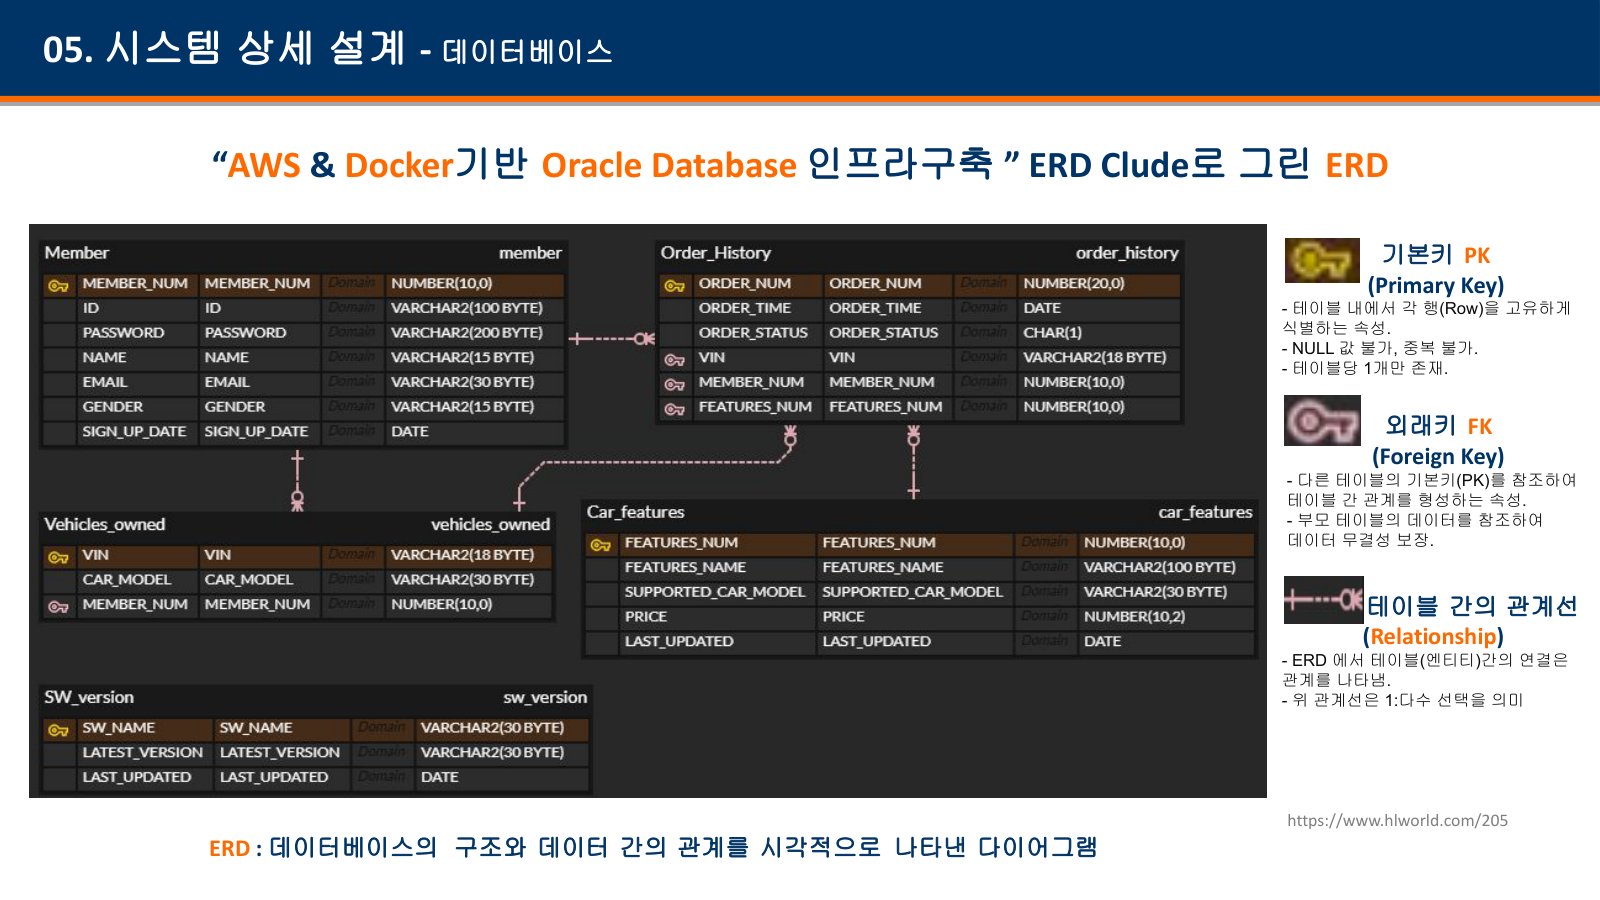 05. 시스템 상세 설계 - 데이터베이스
“AWS & Docker기반 Oracle Database 인프라구축 ” ERD Clude로 그린 ERD
Member member
MEMBER_NUM MEMBER_NUM Domain NUMBER(10,0)
ID ID Domain VARCHAR2(100 BYTE)
PASSWORD PASSWORD Domain VARCHAR2(200 BYTE)
NAME NAME Domain VARCHAR2(15 BYTE)
EMAIL EMAIL Domain VARCHAR2(30 BYTE)
GENDER GENDER Domain VARCHAR2(15 BYTE)
SIGN_UP_DATE SIGN_UP_DATE Domain DATE
Order_History order_history
ORDER_NUM ORDER_NUM Domain NUMBER(20,0)
ORDER_TIME ORDER_TIME Domain DATE
ORDER_STATUS ORDER_STATUS Domain CHAR(1)
VIN VIN Domain VARCHAR2(18 BYTE)
MEMBER_NUM MEMBER_NUM Domain NUMBER(10,0)
FEATURES_NUM FEATURES_NUM Domain NUMBER(10,0)
Vehicles_owned vehicles_owned
VIN VIN Domain VARCHAR2(18 BYTE)
CAR_MODEL CAR_MODEL Domain VARCHAR2(30 BYTE)
MEMBER_NUM MEMBER_NUM Domain NUMBER(10,0)
Car_features car_features
FEATURES_NUM FEATURES_NUM Domain NUMBER(10,0)
FEATURES_NAME FEATURES_NAME Domain VARCHAR2(100 BYTE)
SUPPORTED_CAR_MODEL SUPPORTED_CAR_MODEL Domain VARCHAR2(30 BYTE)
PRICE PRICE Domain NUMBER(10,2)
LAST_UPDATED LAST_UPDATED Domain DATE
SW_version sw_version
SW_NAME SW_NAME Domain VARCHAR2(30 BYTE)
LATEST_VERSION LATEST_VERSION Domain VARCHAR2(30 BYTE)
LAST_UPDATED LAST_UPDATED Domain DATE
기본키 PK
(Primary Key)
- 테이블 내에서 각 행(Row)을 고유하게
식별하는 속성.
- NULL 값 불가, 중복 불가.
- 테이블당 1개만 존재.
외래키 FK
(Foreign Key)
- 다른 테이블의 기본키(PK)를 참조하여
테이블 간 관계를 형성하는 속성.
- 부모 테이블의 데이터를 참조하여
데이터 무결성 보장.
테이블 간의 관계선
(Relationship)
- ERD 에서 테이블(엔티티)간의 연결은
관계를 나타냄.
- 위 관계선은 1:다수 선택을 의미
https://www.hlworld.com/205
ERD : 데이터베이스의 구조와 데이터 간의 관계를 시각적으로 나타낸 다이어그램